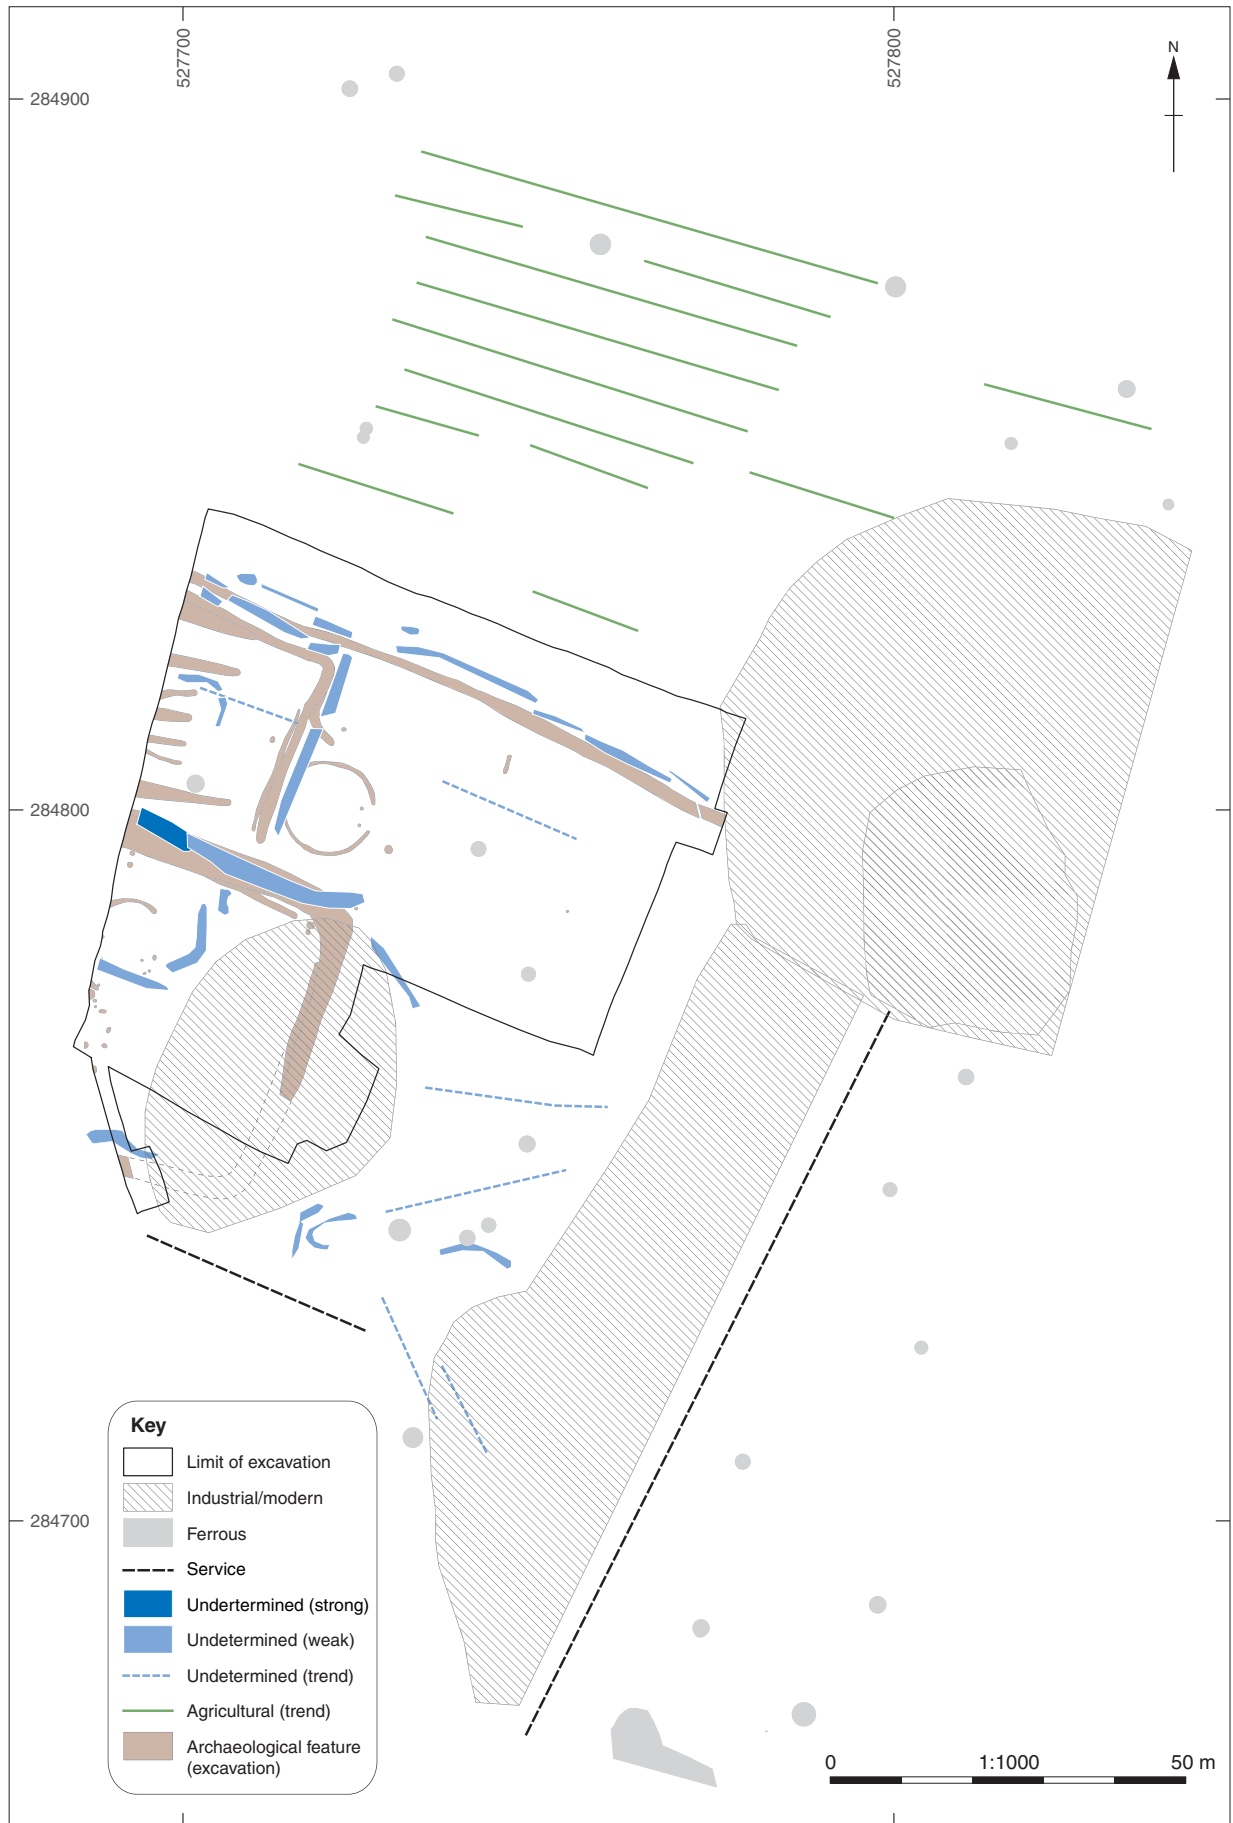 527700
527800
N
284900
284800
284700
Key
Limit of excavation
Industrial/modern
Ferrous
Service
Undertermined (strong)
Undetermined (weak)
Undetermined (trend)
Agricultural (trend)
Archaeological feature
(excavation)
0 1:1000 50 m